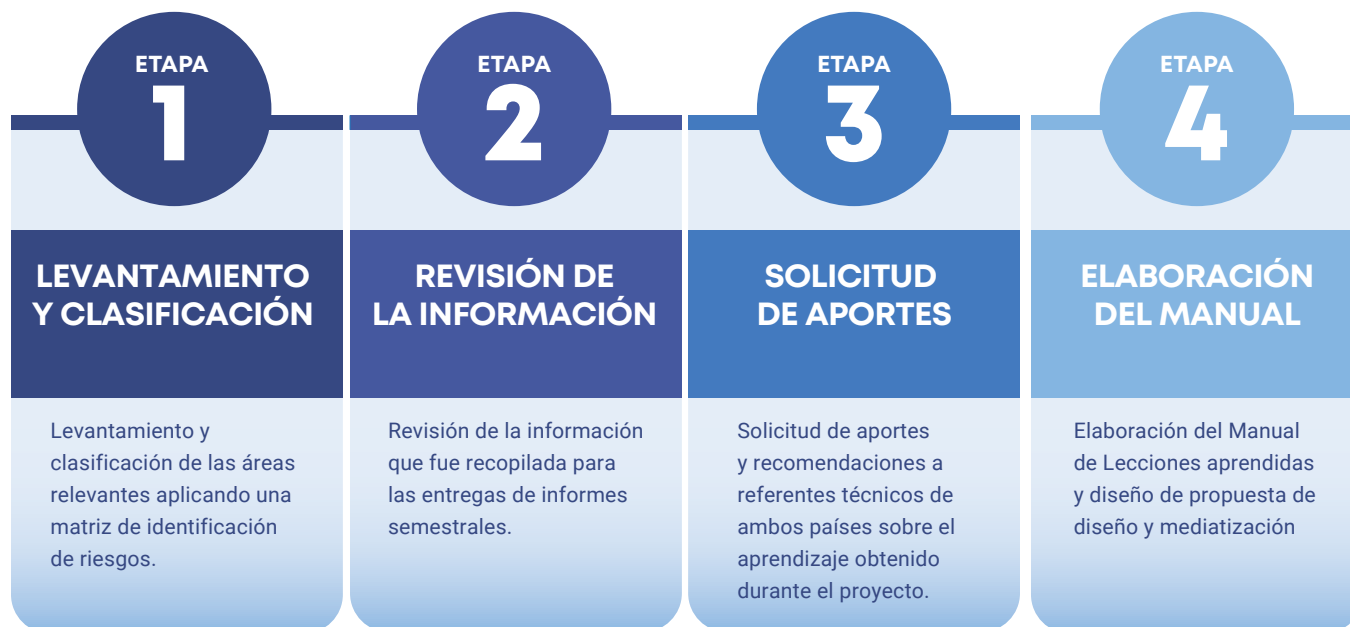 ETAPA
1
LEVANTAMIENTO
Y CLASIFICACIÓN
Levantamiento y
clasificación de las áreas
relevantes aplicando una
matriz de identificación
de riesgos.
ETAPA
2
REVISIÓN DE
LA INFORMACIÓN
Revisión de la información
que fue recopilada para
las entregas de informes
semestrales.
ETAPA
3
SOLICITUD
DE APORTES
Solicitud de aportes
y recomendaciones a
referentes técnicos de
ambos países sobre el
aprendizaje obtenido
durante el proyecto.
ETAPA
4
ELABORACIÓN
DEL MANUAL
Elaboración del Manual
de Lecciones aprendidas
y diseño de propuesta de
diseño y mediatización